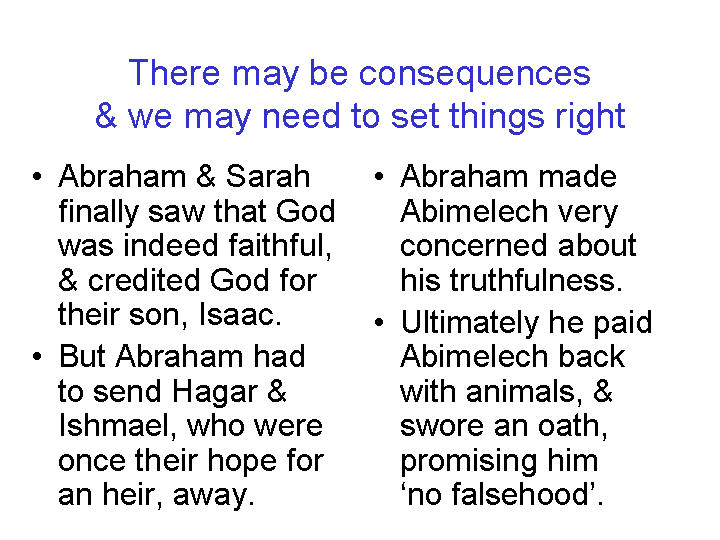 There may be consequences
& we may need to set things right
• Abraham & Sarah
finally saw that God
was indeed faithful,
& credited God for
their son, Isaac.
• But Abraham had
to send Hagar &
Ishmael, who were
once their hope for
an heir, away.
• Abraham made
Abimelech very
concerned about
his truthfulness.
• Ultimately he paid
Abimelech back
with animals, &
swore an oath,
promising him
‘no falsehood’.